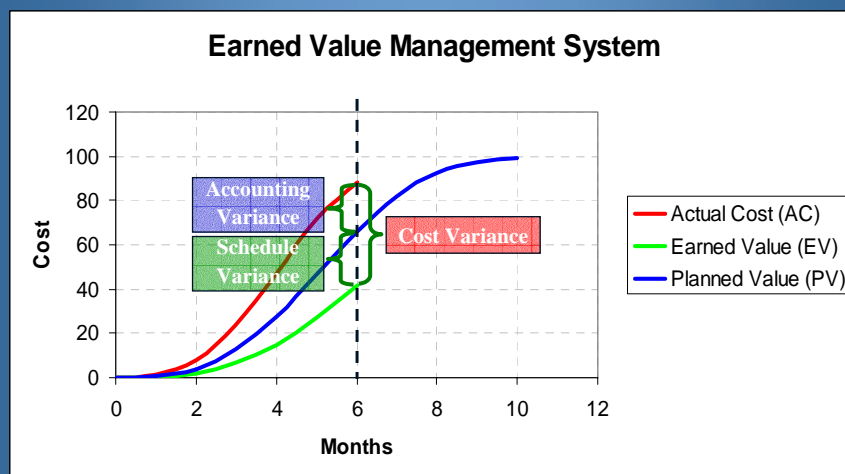 Earned Value Management System
120
100
80
60
40
20
0
Cost
Accounting
Variance
Schedule
Variance
Cost Variance
0 2 4 6 8 10 12
Months
Actual Cost (AC)
Earned Value (EV)
Planned Value (PV)